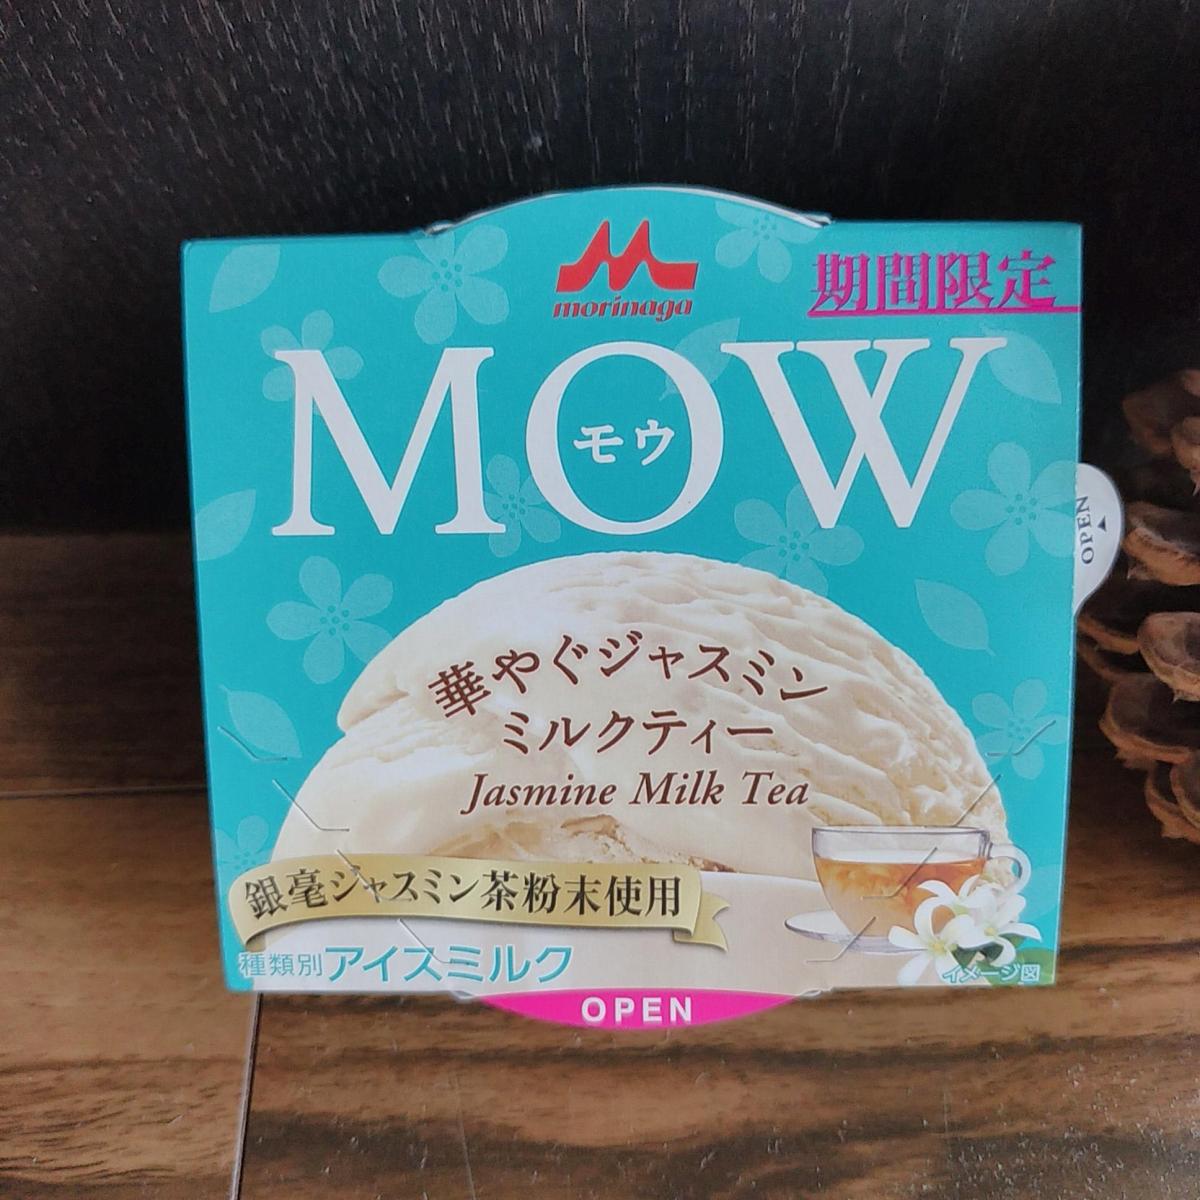 morinaga
期間限定
MOW
モウ
OPEN
華やぐジャスミン
ミルクティー
Jasmine Milk Tea
銀毫ジャスミン茶粉末使用
種類別アイスミルク
イメージ図
OPEN